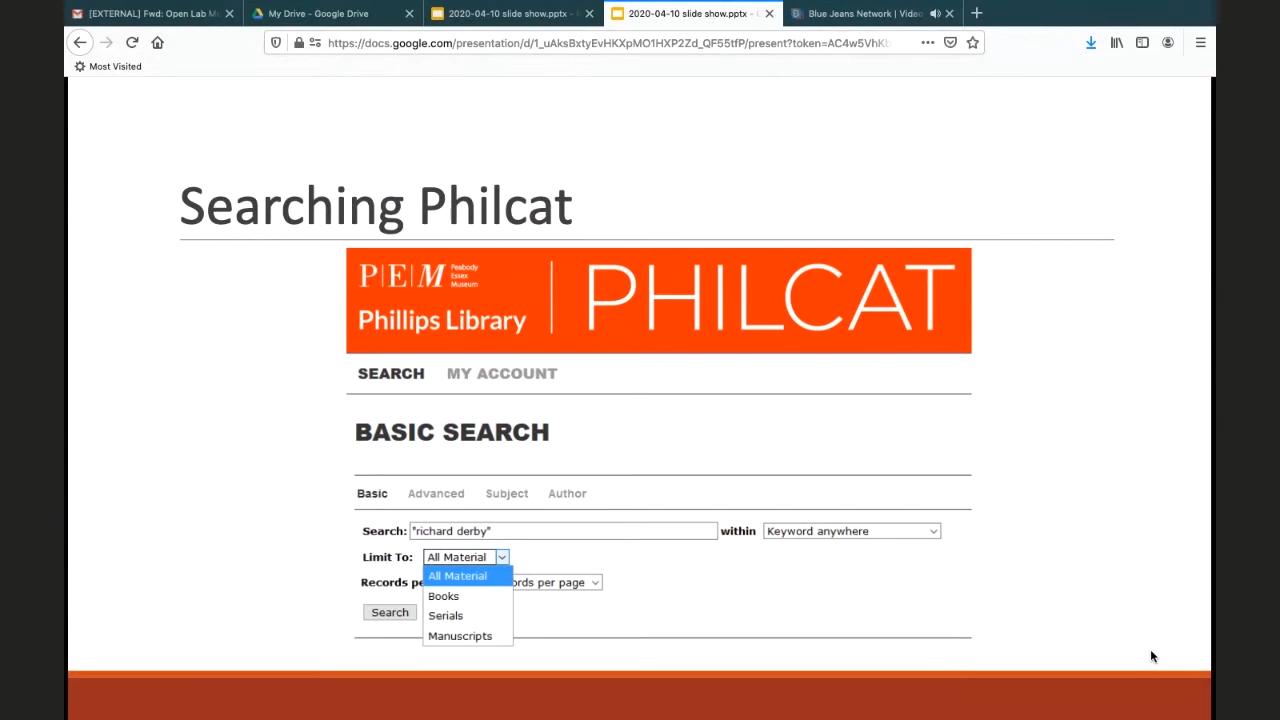 [EXTERNAL] Fwd: Open Lab M
My Drive - Google Drive
2020-04-10 slide show.pptx -
2020-04-10 slide show.pptx -
Blue Jeans Network | Video
https://docs.google.com/presentation/d/1_uAksBxtyEvHKXpMO1HXP2Zd_QF55tfP/present?token=AC4w5VhKb
Most Visited
Searching Philcat
P|E|M Peabody Essex Museum
Phillips Library
PHILCAT
SEARCH MY ACCOUNT
BASIC SEARCH
Basic Advanced Subject Author
Search: "richard derby" within Keyword anywhere
Limit To: All Material
All Material
Records pe ords per page
Books
Search
Serials
Manuscripts